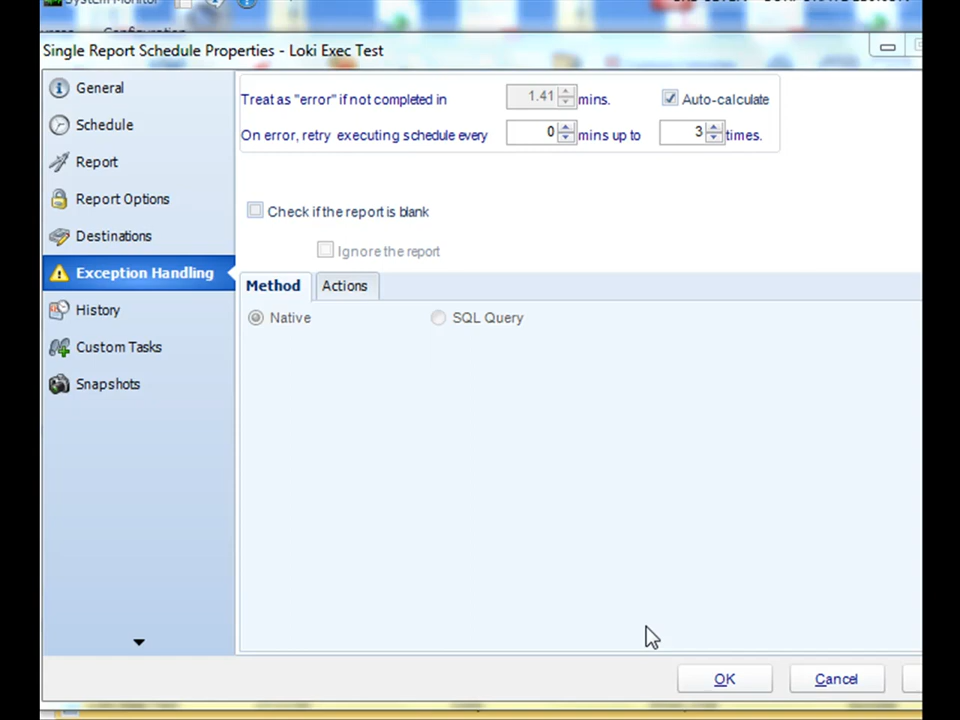 System Monitor
Configuration
Single Report Schedule Properties - Loki Exec Test
General
Schedule
Report
Report Options
Destinations
Exception Handling
History
Custom Tasks
Snapshots
Treat as "error" if not completed in 1.41 mins. Auto-calculate
On error, retry executing schedule every 0 mins up to 3 times.
Check if the report is blank
Ignore the report
Method Actions
Native SQL Query
OK Cancel